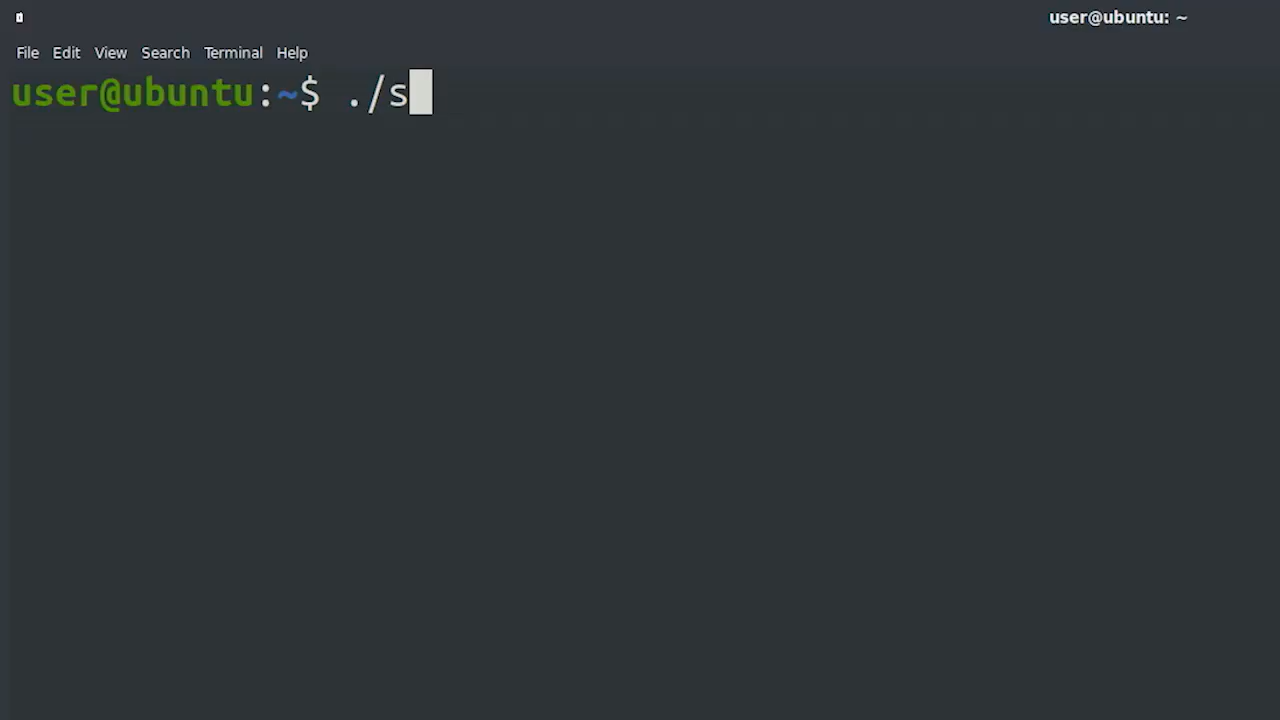 user@ubuntu: ~
File Edit View Search Terminal Help
user@ubuntu:~$ ./s